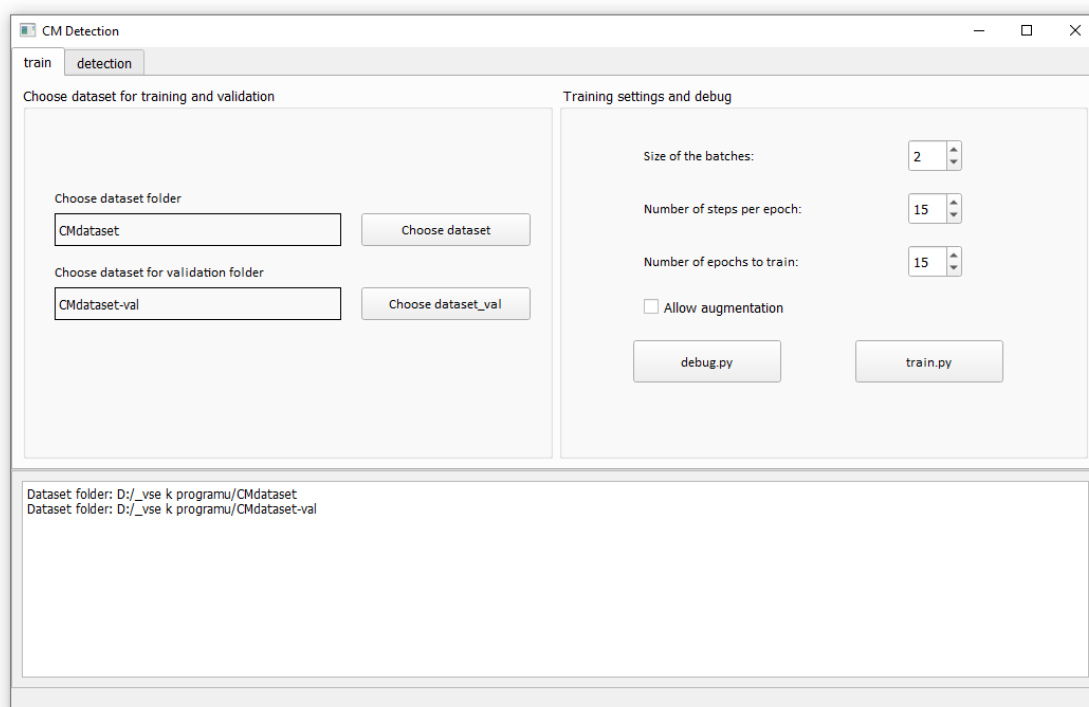 CM Detection
train
detection
Choose dataset for training and validation
Choose dataset folder
CMdataset
Choose dataset
Choose dataset for validation folder
CMdataset-val
Choose dataset_val
Training settings and debug
Size of the batches:
2
Number of steps per epoch:
15
Number of epochs to train:
15
Allow augmentation
debug.py
train.py
Dataset folder: D:/_vse k programu/CMdataset
Dataset folder: D:/_vse k programu/CMdataset-val